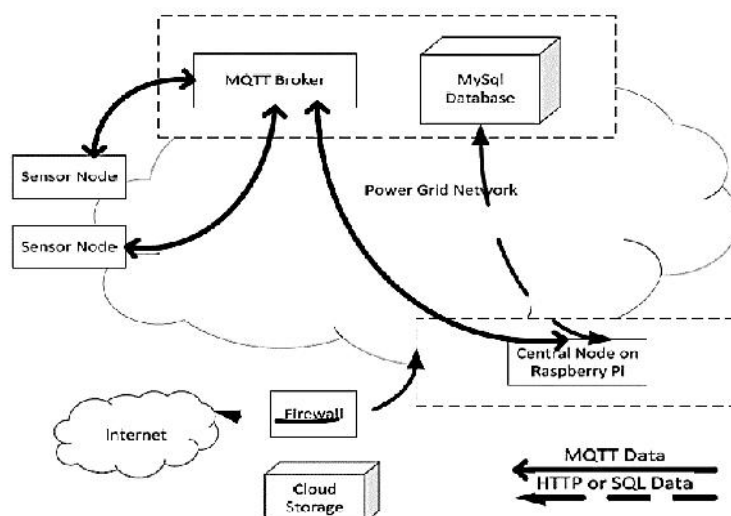 MQTT Broker
MySql
Database
Sensor Node
Power Grid Network
Sensor Node
Central Node on
Raspberry Pi
Firewall
Internet
MQTT Data
HTTP or SQL Data
Cloud
Storage